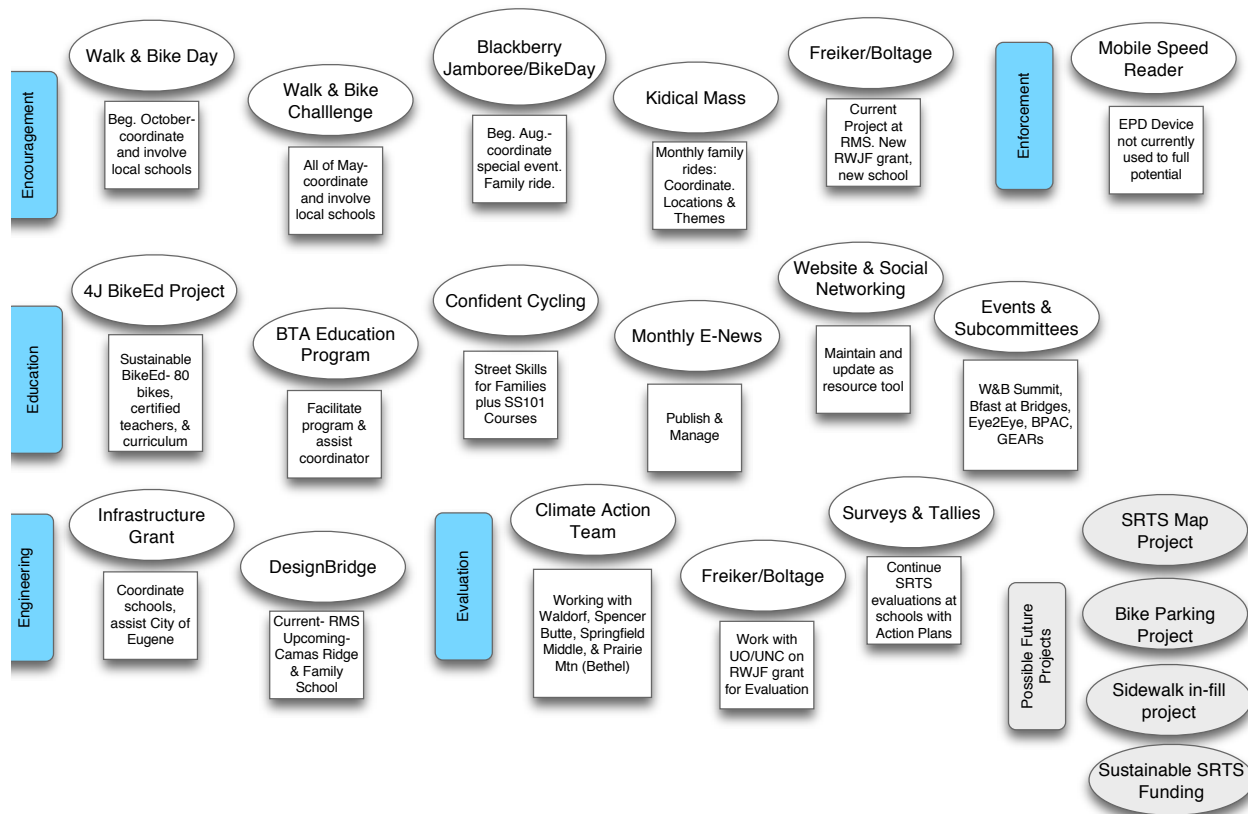 Encouragement
Walk & Bike Day
Beg. October-
coordinate
and involve
local schools
Walk & Bike
Challlenge
All of May-
coordinate
and involve
local schools
Blackberry
Jamboree/BikeDay
Beg. Aug.-
coordinate
special event.
Family ride.
Kidical Mass
Monthly family
rides:
Coordinate.
Locations &
Themes
Freiker/Boltage
Current
Project at
RMS. New
RWJF grant,
new school
Enforcement
Mobile Speed
Reader
EPD Device
not currently
used to full
potential
Education
4J BikeEd Project
Sustainable
BikeEd- 80
bikes,
certified
teachers, &
curriculum
BTA Education
Program
Facilitate
program &
assist
coordinator
Confident Cycling
Street Skills
for Families
plus SS101
Courses
Monthly E-News
Publish &
Manage
Website & Social
Networking
Maintain and
update as
resource tool
Events &
Subcommittees
W&B Summit,
Bfast at Bridges,
Eye2Eye, BPAC,
GEARs
Engineering
Infrastructure
Grant
Coordinate
schools,
assist City of
Eugene
DesignBridge
Current- RMS
Upcoming-
Camas Ridge
& Family
School
Evaluation
Climate Action
Team
Working with
Waldorf, Spencer
Butte, Springfield
Middle, & Prairie
Mtn (Bethel)
Freiker/Boltage
Work with
UO/UNC on
RWJF grant
for Evaluation
Surveys & Tallies
Continue
SRTS
evaluations at
schools with
Action Plans
Possible Future
Projects
SRTS Map
Project
Bike Parking
Project
Sidewalk in-fill
project
Sustainable SRTS
Funding